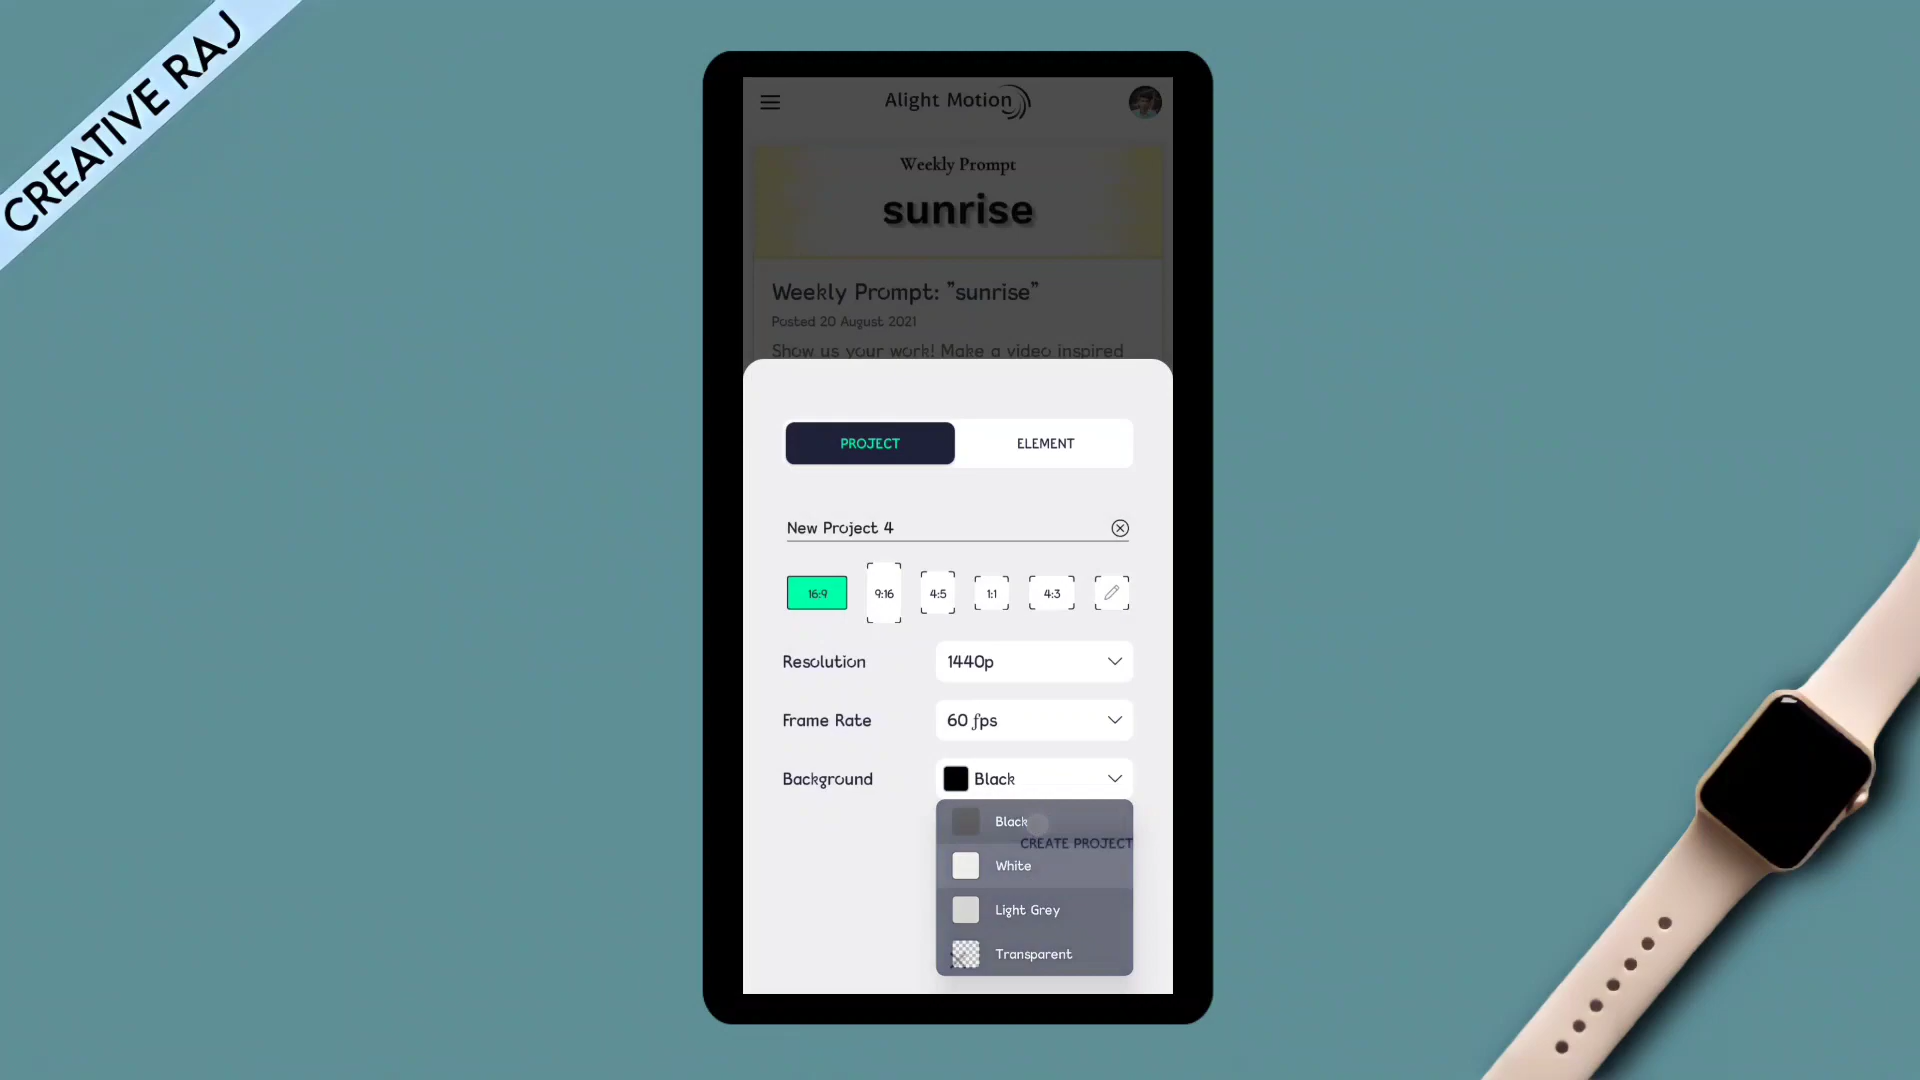 CREATIVE RAJ
Alight Motion
Weekly Prompt
sunrise
Weekly Prompt: "sunrise"
Posted 20 August 2021
Show us your work! Make a video inspired
PROJECT
ELEMENT
New Project 4
16:9
9:16
4:5
1:1
4:3
Resolution
1440p
Frame Rate
60 fps
Background
Black
Black
CREATE PROJECT
White
Light Grey
Transparent